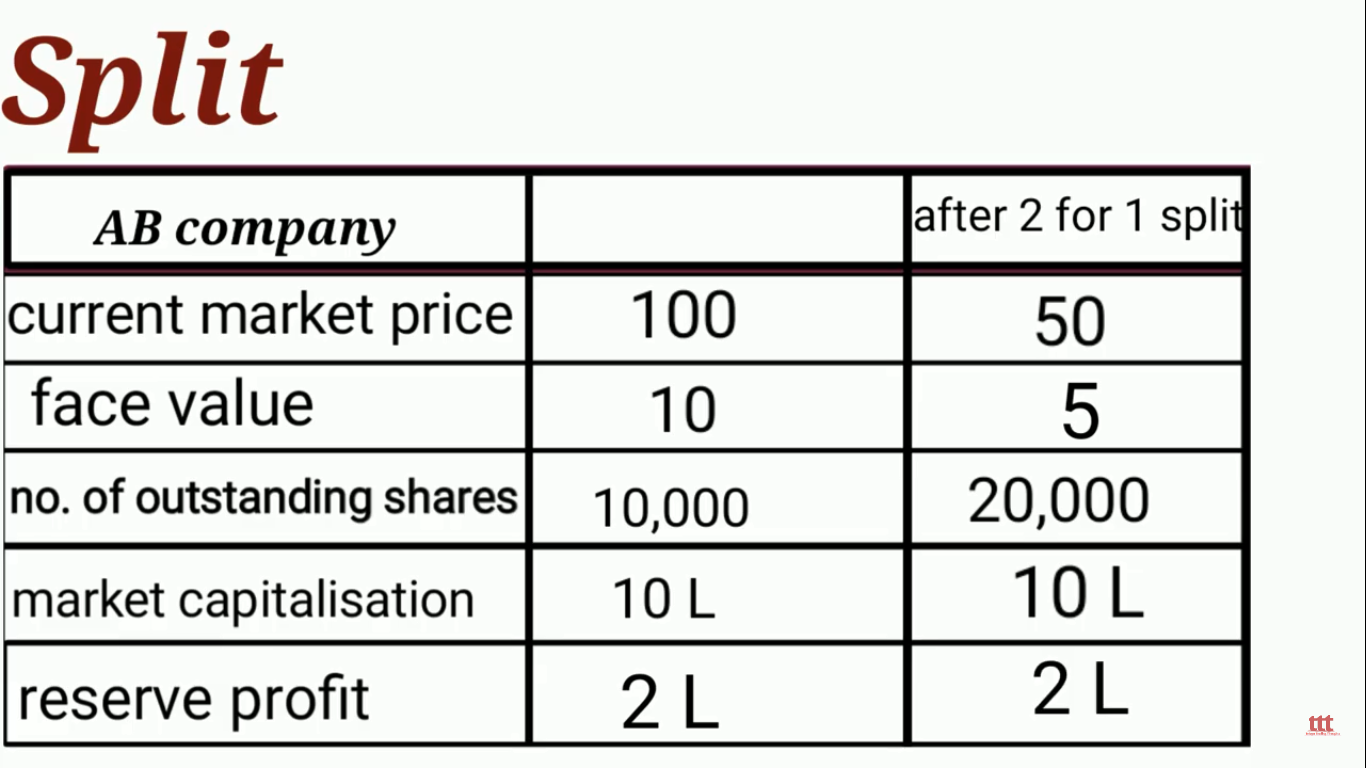 Split
AB company after 2 for 1 split
current market price 100 50
face value 10 5
no. of outstanding shares 10,000 20,000
market capitalisation 10 L 10 L
reserve profit 2 L 2 L
ttt